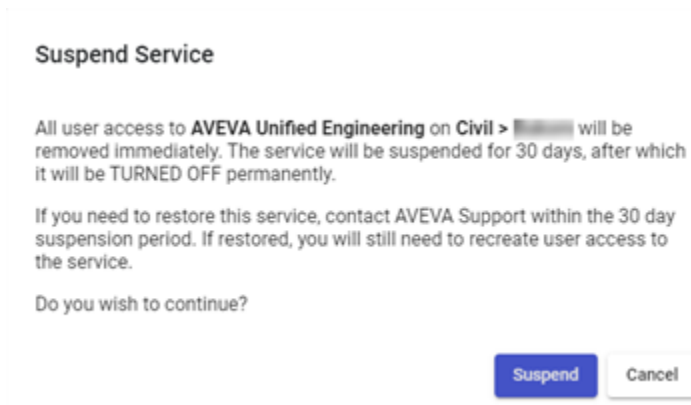 Suspend Service
All user access to AVEVA Unified Engineering on Civil > will be
removed immediately. The service will be suspended for 30 days, after which
it will be TURNED OFF permanently.
If you need to restore this service, contact AVEVA Support within the 30 day
suspension period. If restored, you will still need to recreate user access to
the service.
Do you wish to continue?
Suspend Cancel